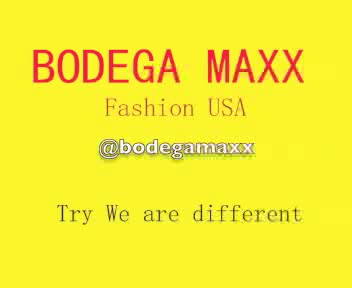 BODEGA MAXX
Fashion USA
@bodegamaxx
Try We are different